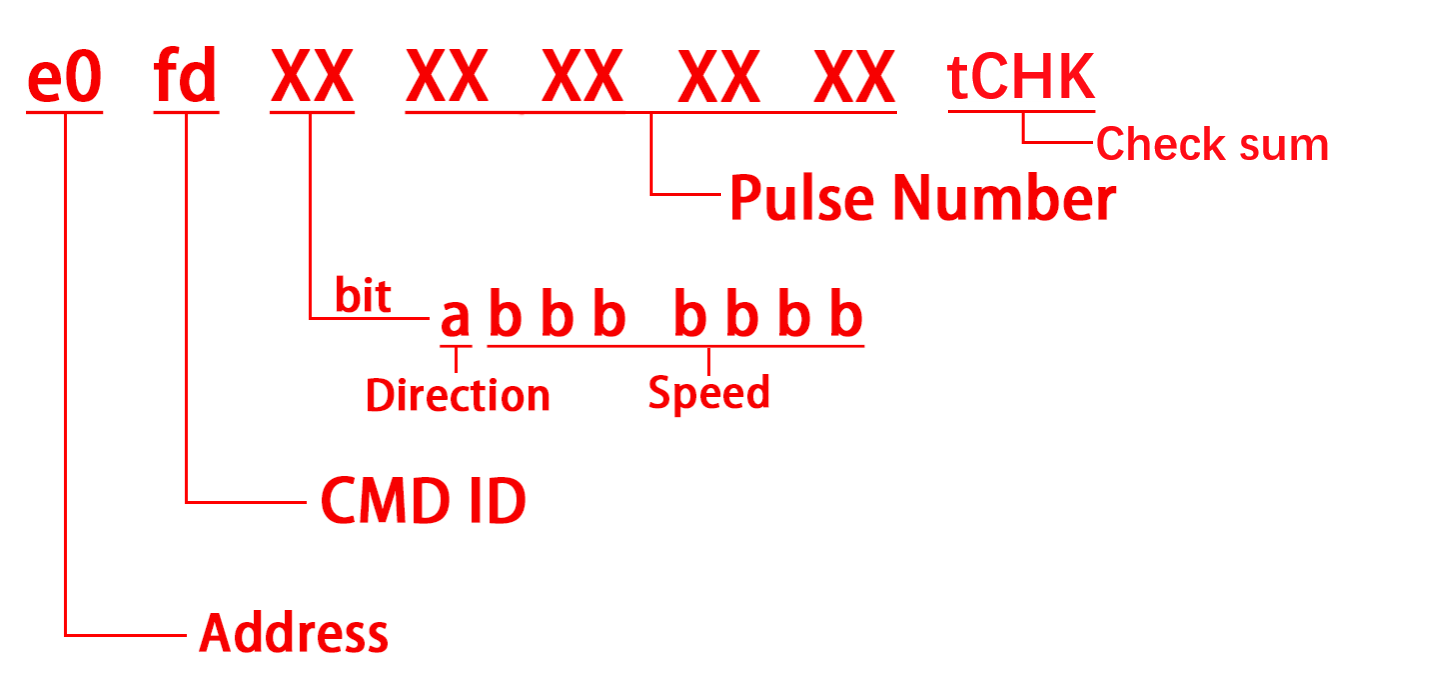 e0 fd XX XX XX XX XX tCHK
Check sum
Pulse Number
bit
a b b b b b b b
Direction
Speed
CMD ID
Address